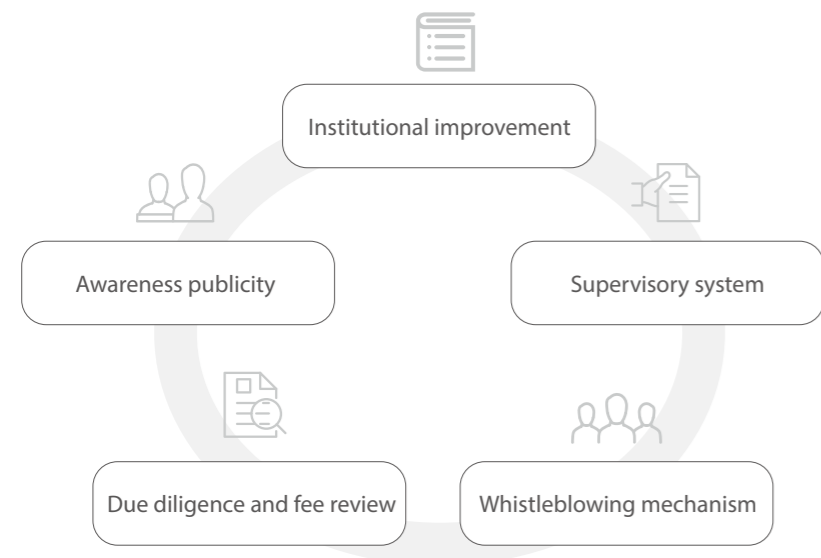 Institutional improvement
Awareness publicity
Supervisory system
Due diligence and fee review
Whistleblowing mechanism